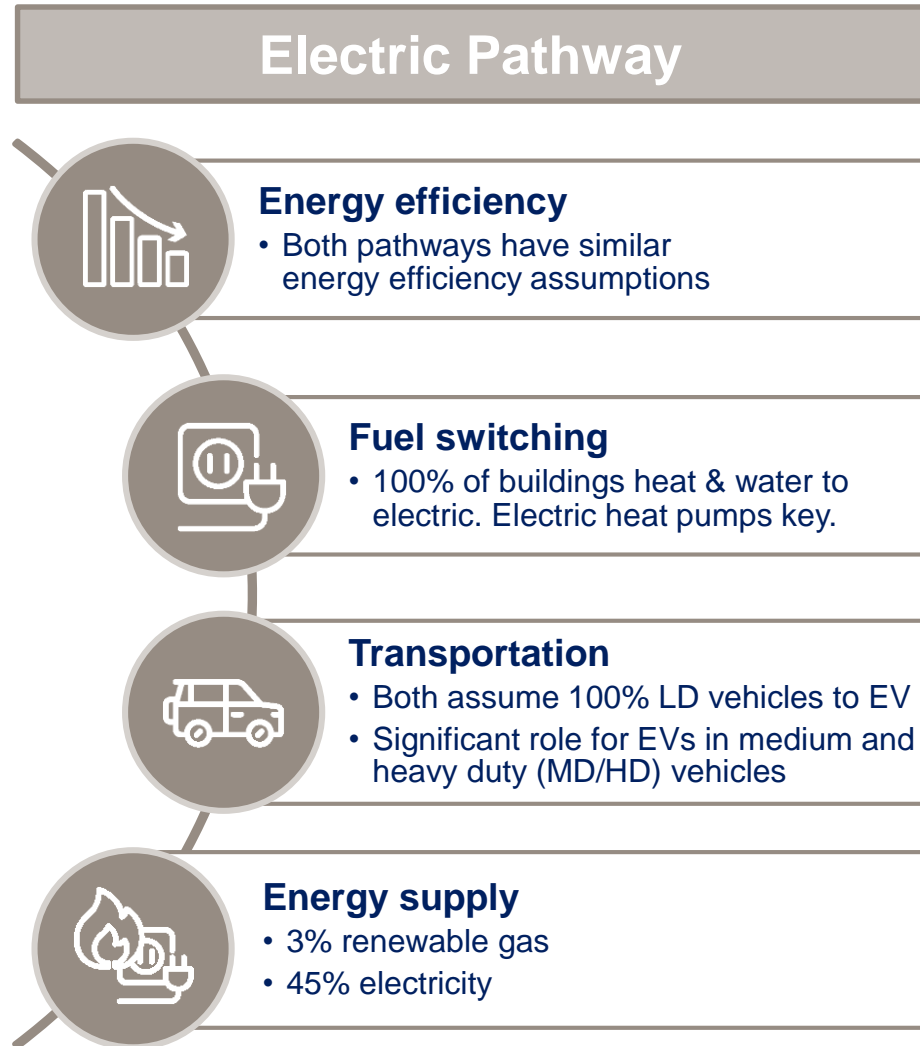 Electric Pathway
Energy efficiency
• Both pathways have similar
energy efficiency assumptions
Fuel switching
• 100% of buildings heat & water to
electric. Electric heat pumps key.
Transportation
• Both assume 100% LD vehicles to EV
• Significant role for EVs in medium and
heavy duty (MD/HD) vehicles
Energy supply
• 3% renewable gas
• 45% electricity